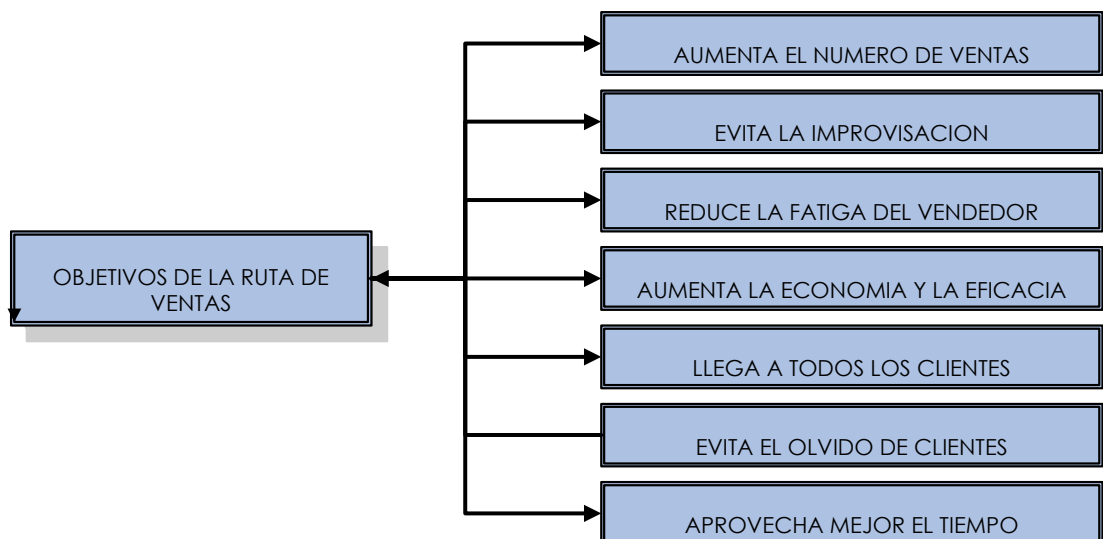 AUMENTA EL NUMERO DE VENTAS
EVITA LA IMPROVISACION
REDUCE LA FATIGA DEL VENDEDOR
OBJETIVOS DE LA RUTA DE
VENTAS
AUMENTA LA ECONOMIA Y LA EFICACIA
LLEGA A TODOS LOS CLIENTES
EVITA EL OLVIDO DE CLIENTES
APROVECHA MEJOR EL TIEMPO